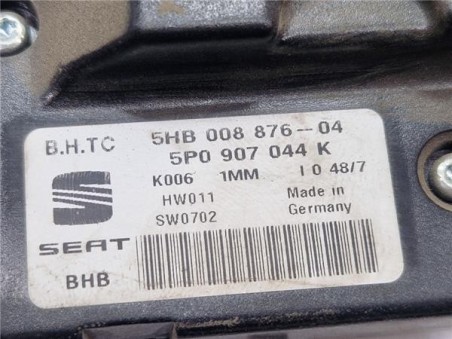 B.H.TC 5HB 008 876-04
5P0 907 044 K
K006 1MM I 0 48/7
HW011 Made in
SW0702 Germany
SEAT
BHB